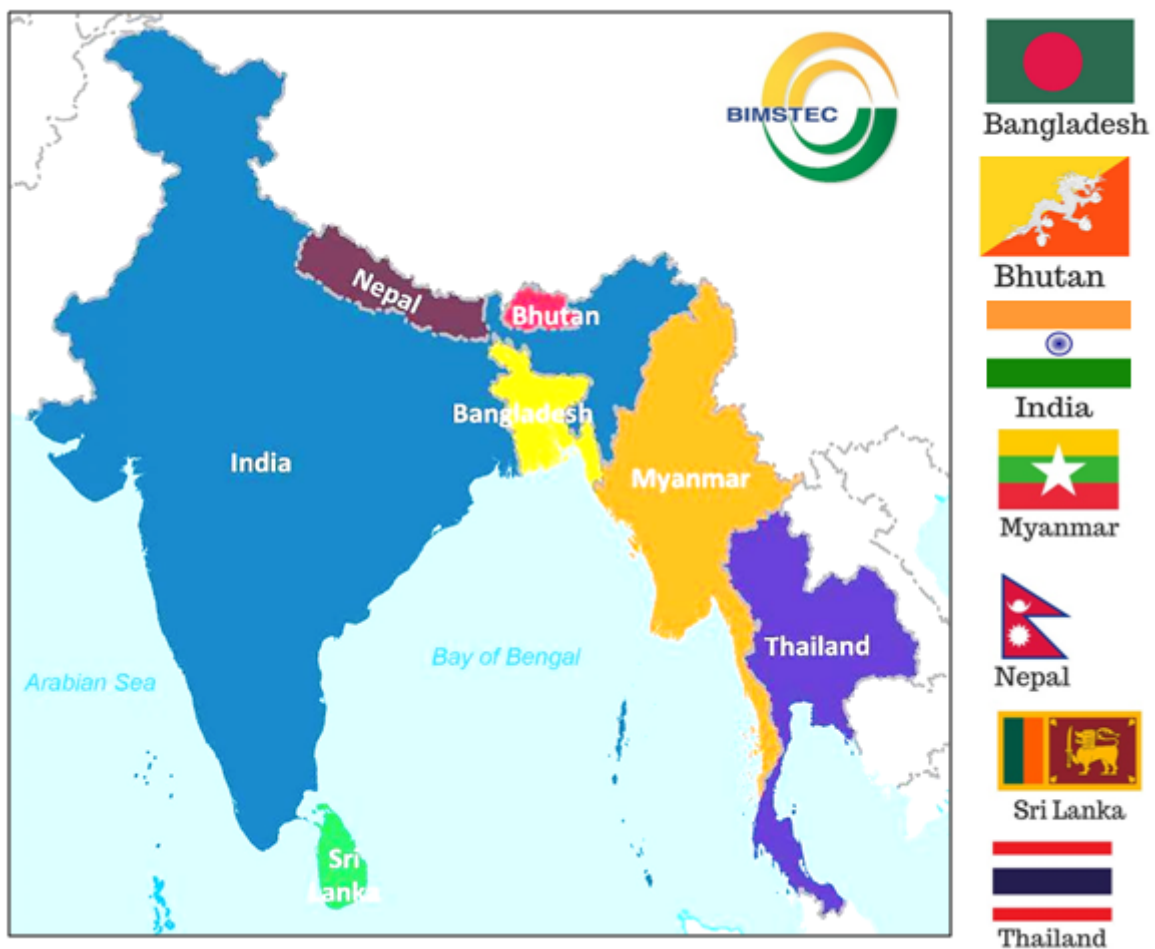 BIMSTEC
Nepal
Bhutan
Bangladesh
India
Myanmar
Thailand
Bay of Bengal
Arabian Sea
Sri
Lanka
Bangladesh
Bhutan
India
Myanmar
Nepal
Sri Lanka
Thailand